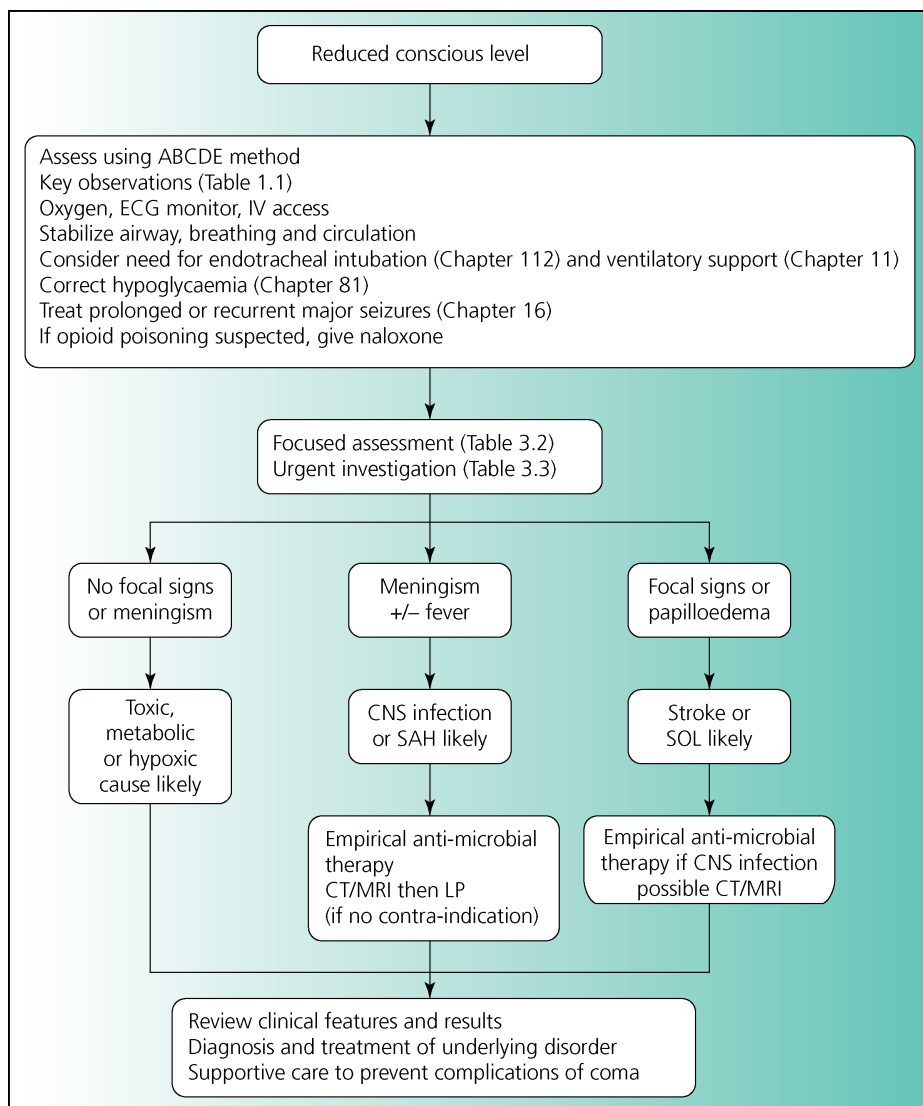 Reduced conscious level
Assess using ABCDE method
Key observations (Table 1.1)
Oxygen, ECG monitor, IV access
Stabilize airway, breathing and circulation
Consider need for endotracheal intubation (Chapter 112) and ventilatory support (Chapter 11)
Correct hypoglycaemia (Chapter 81)
Treat prolonged or recurrent major seizures (Chapter 16)
If opioid poisoning suspected, give naloxone
Focused assessment (Table 3.2)
Urgent investigation (Table 3.3)
No focal signs
or meningism
Meningism
+/− fever
Focal signs or
papilloedema
Toxic,
metabolic
or hypoxic
cause likely
CNS infection
or SAH likely
Stroke or
SOL likely
Empirical anti-microbial
therapy
CT/MRI then LP
(if no contra-indication)
Empirical anti-microbial
therapy if CNS infection
possible CT/MRI
Review clinical features and results
Diagnosis and treatment of underlying disorder
Supportive care to prevent complications of coma